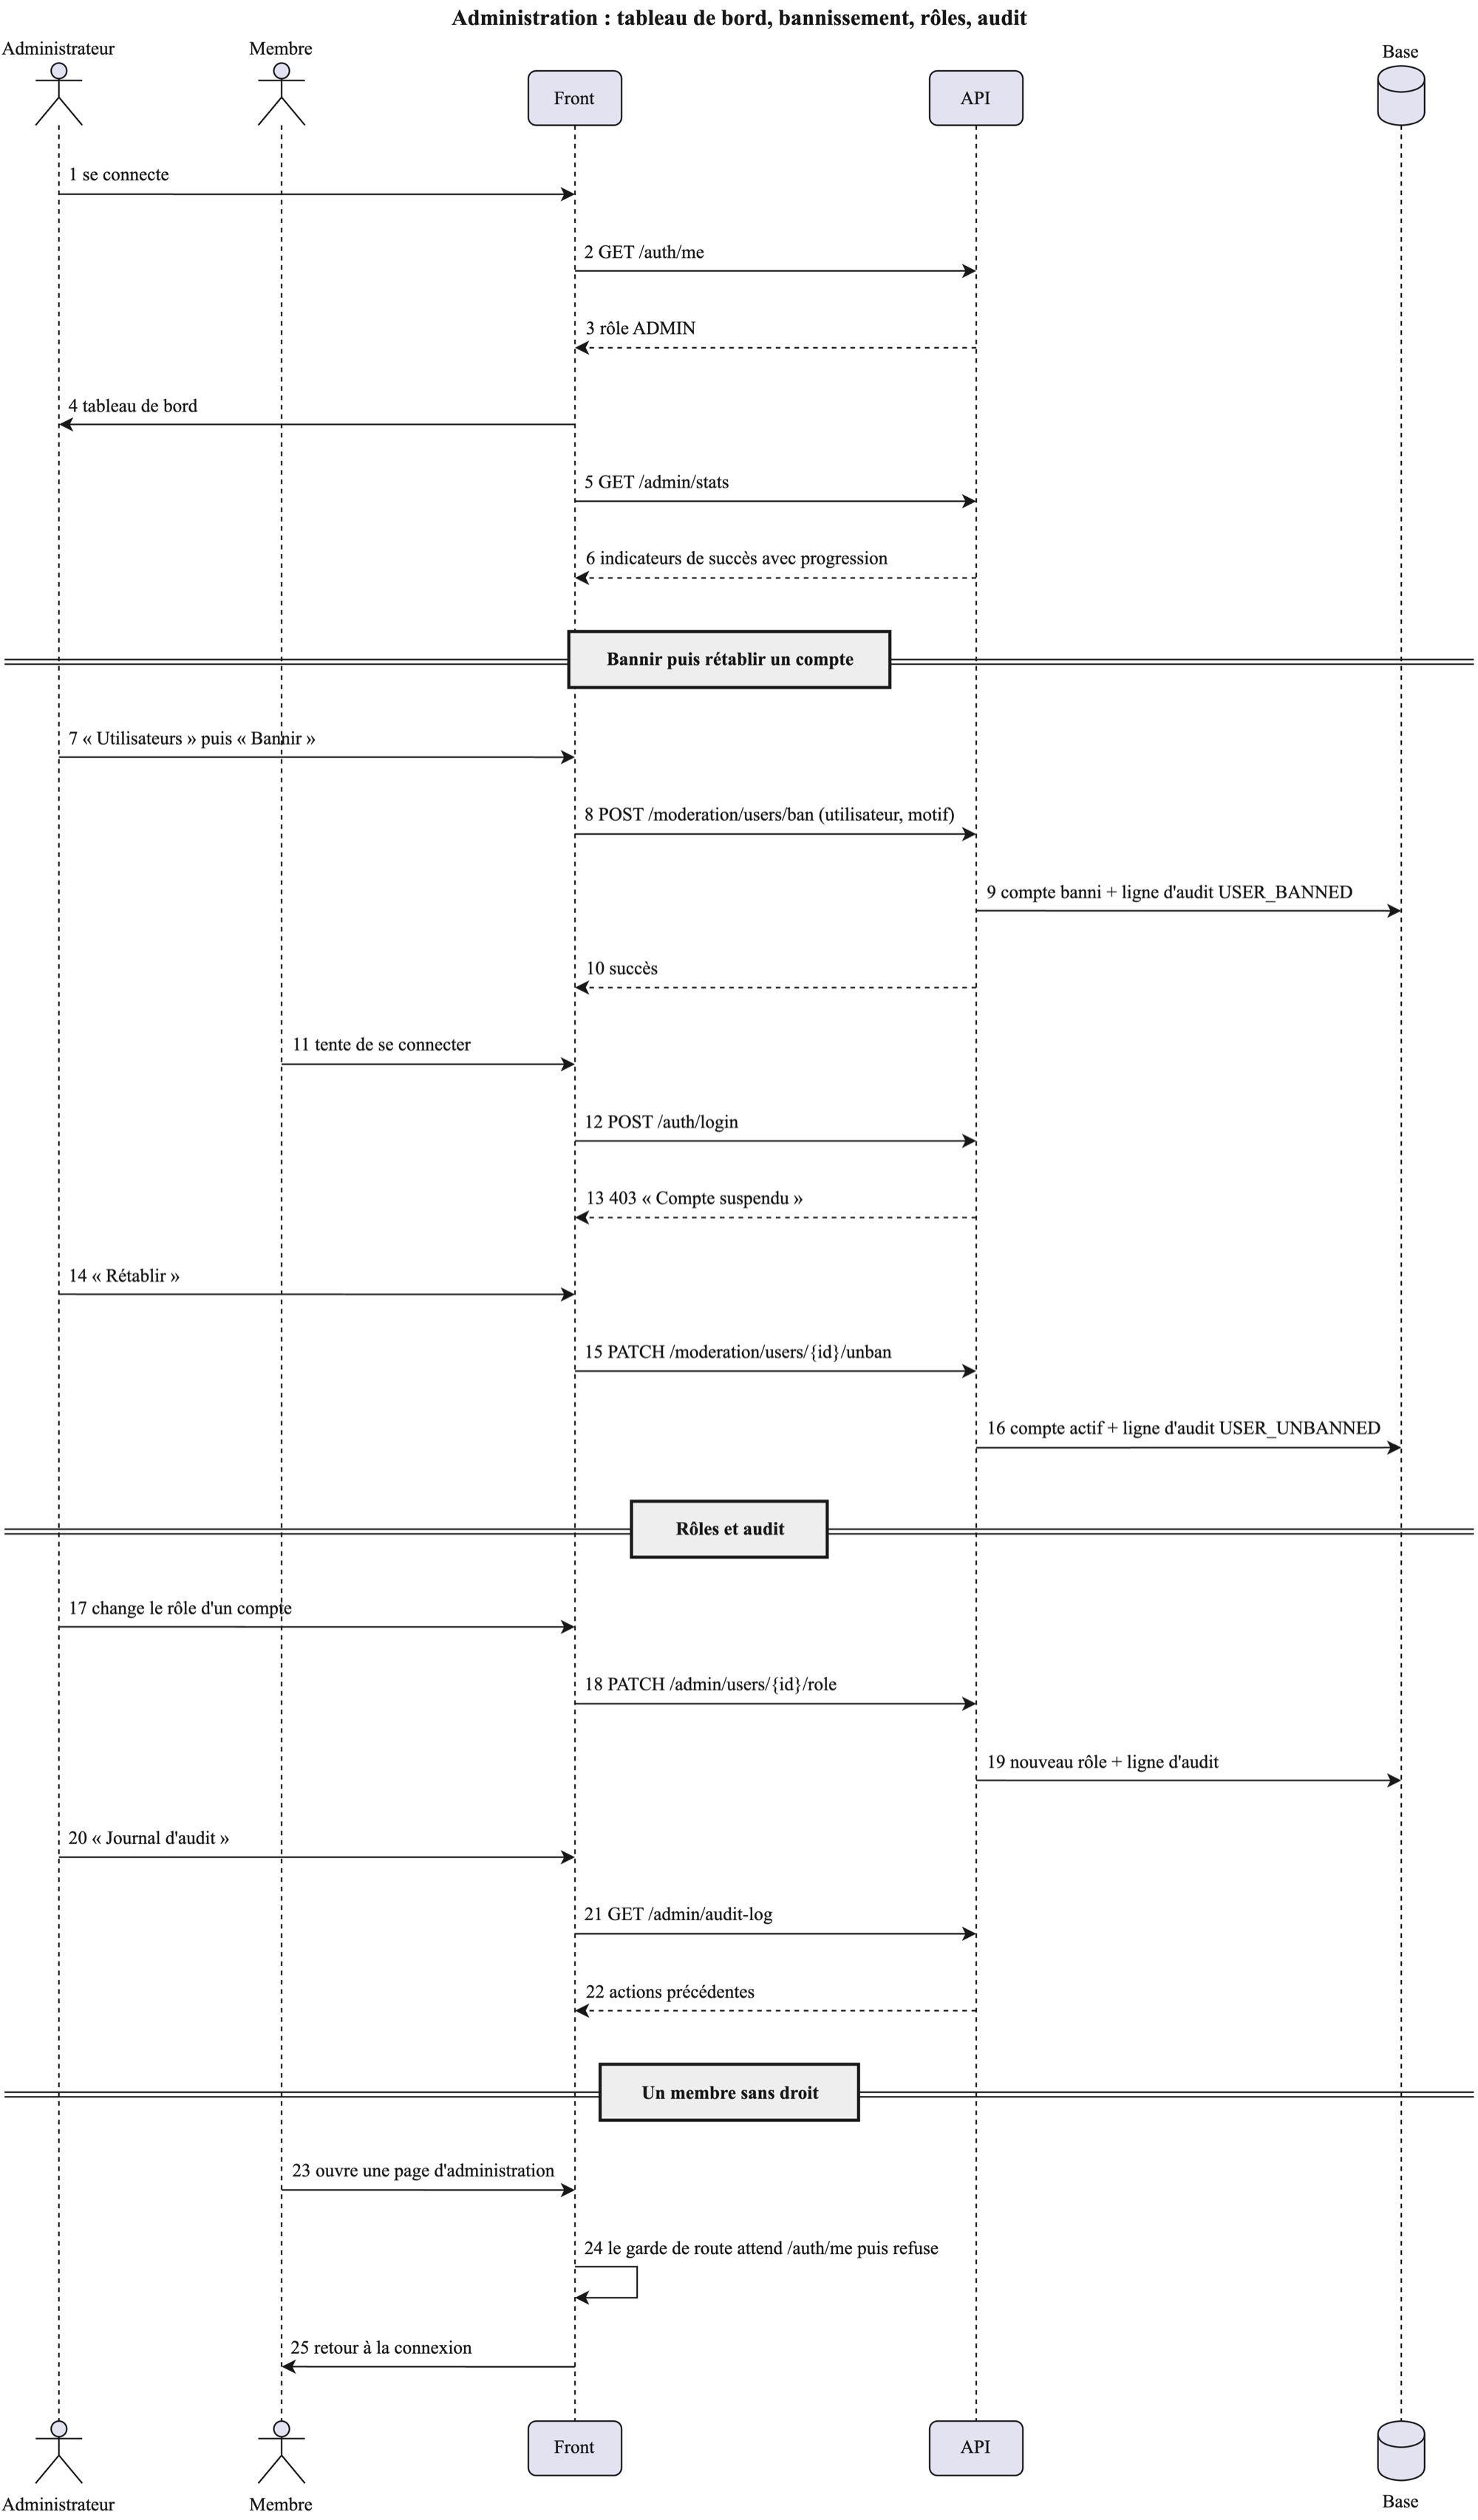 Administration : tableau de bord, bannissement, rôles, audit
Administrateur
Membre
Front
API
Base
1 se connecte
2 GET /auth/me
3 rôle ADMIN
4 tableau de bord
5 GET /admin/stats
6 indicateurs de succès avec progression
Bannir puis rétablir un compte
7 « Utilisateurs » puis « Bannir »
8 POST /moderation/users/ban (utilisateur, motif)
9 compte banni + ligne d'audit USER_BANNED
10 succès
11 tente de se connecter
12 POST /auth/login
13 403 « Compte suspendu »
14 « Rétablir »
15 PATCH /moderation/users/{id}/unban
16 compte actif + ligne d'audit USER_UNBANNED
Rôles et audit
17 change le rôle d'un compte
18 PATCH /admin/users/{id}/role
19 nouveau rôle + ligne d'audit
20 « Journal d'audit »
21 GET /admin/audit-log
22 actions précédentes
Un membre sans droit
23 ouvre une page d'administration
24 le garde de route attend /auth/me puis refuse
25 retour à la connexion
Administrateur
Membre
Front
API
Base